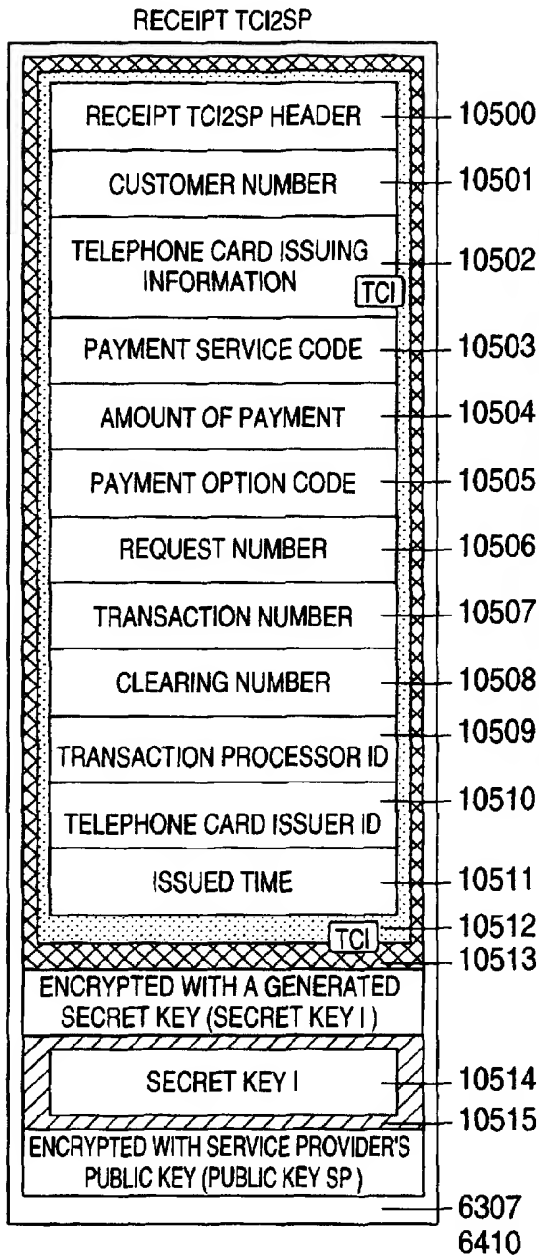 RECEIPT TCI2SP
RECEIPT TCI2SP HEADER 10500
CUSTOMER NUMBER 10501
TELEPHONE CARD ISSUING
INFORMATION 10502
TCI
PAYMENT SERVICE CODE 10503
AMOUNT OF PAYMENT 10504
PAYMENT OPTION CODE 10505
REQUEST NUMBER 10506
TRANSACTION NUMBER 10507
CLEARING NUMBER 10508
TRANSACTION PROCESSOR ID 10509
TELEPHONE CARD ISSUER ID 10510
ISSUED TIME 10511
10512
TCI
10513
ENCRYPTED WITH A GENERATED
SECRET KEY (SECRET KEY I)
SECRET KEY I 10514
10515
ENCRYPTED WITH SERVICE PROVIDER'S
PUBLIC KEY (PUBLIC KEY SP)
6307
6410